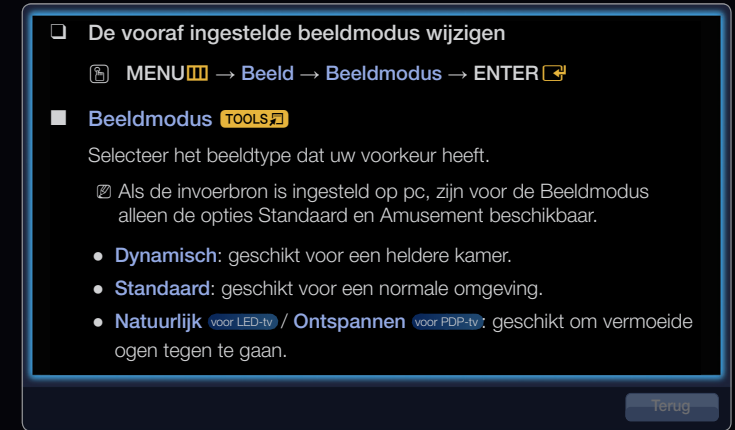 De vooraf ingestelde beeldmodus wijzigen
MENU → Beeld → Beeldmodus → ENTER
Beeldmodus TOOLS
Selecteer het beeldtype dat uw voorkeur heeft.
Als de invoerbron is ingesteld op pc, zijn voor de Beeldmodus
alleen de opties Standaard en Amusement beschikbaar.
● Dynamisch: geschikt voor een heldere kamer.
● Standaard: geschikt voor een normale omgeving.
● Natuurlijk voor LED-tv / Ontspannen voor PDP-tv: geschikt om vermoeide
ogen tegen te gaan.
Terug